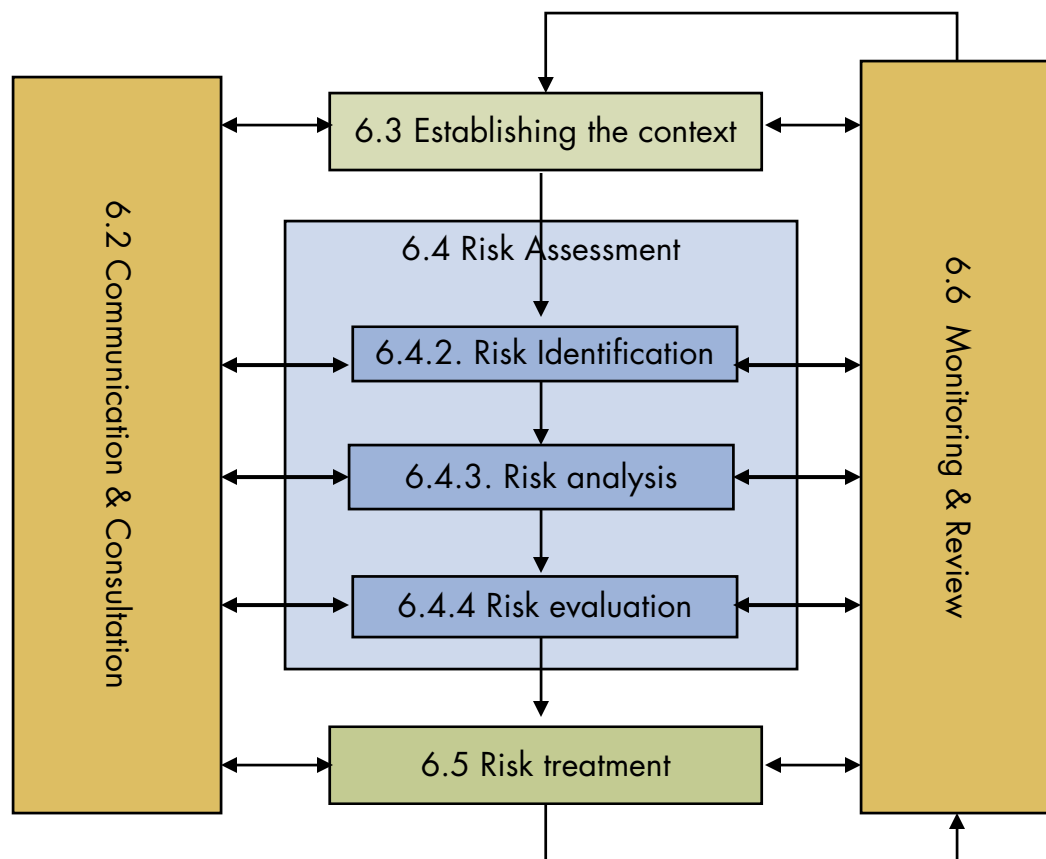 6.3 Establishing the context
6.2 Communication & Consultation
6.4 Risk Assessment
6.6 Monitoring & Review
6.4.2. Risk Identification
6.4.3. Risk analysis
6.4.4 Risk evaluation
6.5 Risk treatment